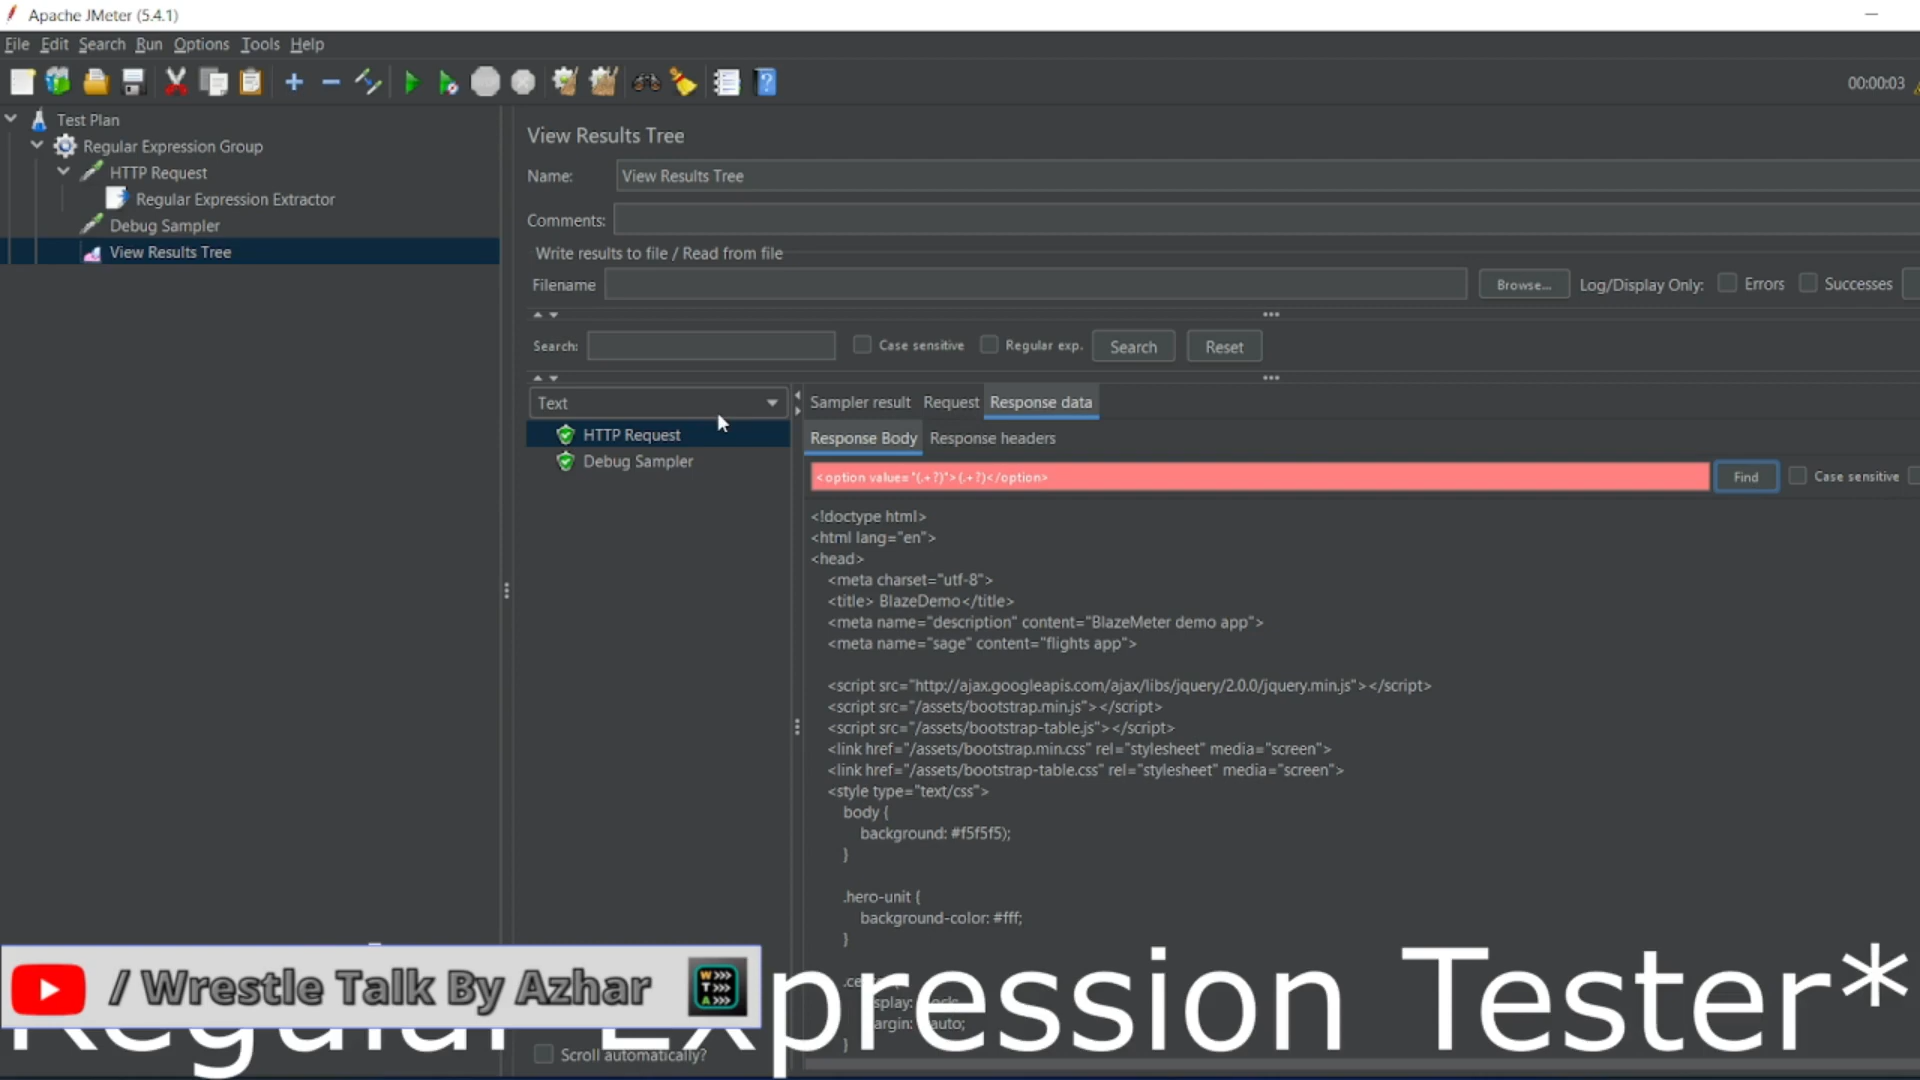 Apache JMeter (5.4.1)
File Edit Search Run Options Tools Help
00:00:03
Test Plan
Regular Expression Group
HTTP Request
Regular Expression Extractor
Debug Sampler
View Results Tree
View Results Tree
Name: View Results Tree
Comments:
Write results to file / Read from file
Filename Browse... Log/Display Only: Errors Successes
Search: Case sensitive Regular exp. Search Reset
Text
HTTP Request
Debug Sampler
Sampler result Request Response data
Response Body Response headers
<option value="(.+?)">(.+?)</option> Find Case sensitive
<!doctype html>
<html lang="en">
<head>
<meta charset="utf-8">
<title> BlazeDemo</title>
<meta name="description" content="BlazeMeter demo app">
<meta name="sage" content="flights app">
<script src="http://ajax.googleapis.com/ajax/libs/jquery/2.0.0/jquery.min.js"></script>
<script src="/assets/bootstrap.min.js"></script>
<script src="/assets/bootstrap-table.js"></script>
<link href="/assets/bootstrap.min.css" rel="stylesheet" media="screen">
<link href="/assets/bootstrap-table.css" rel="stylesheet" media="screen">
<style type="text/css">
body {
background: #f5f5f5);
}
.hero-unit {
background-color: #fff;
}
auto;
}
/ Wrestle Talk By Azhar
W>>>
T>>>
A>>>
Regular Expression Tester*
Scroll automatically?